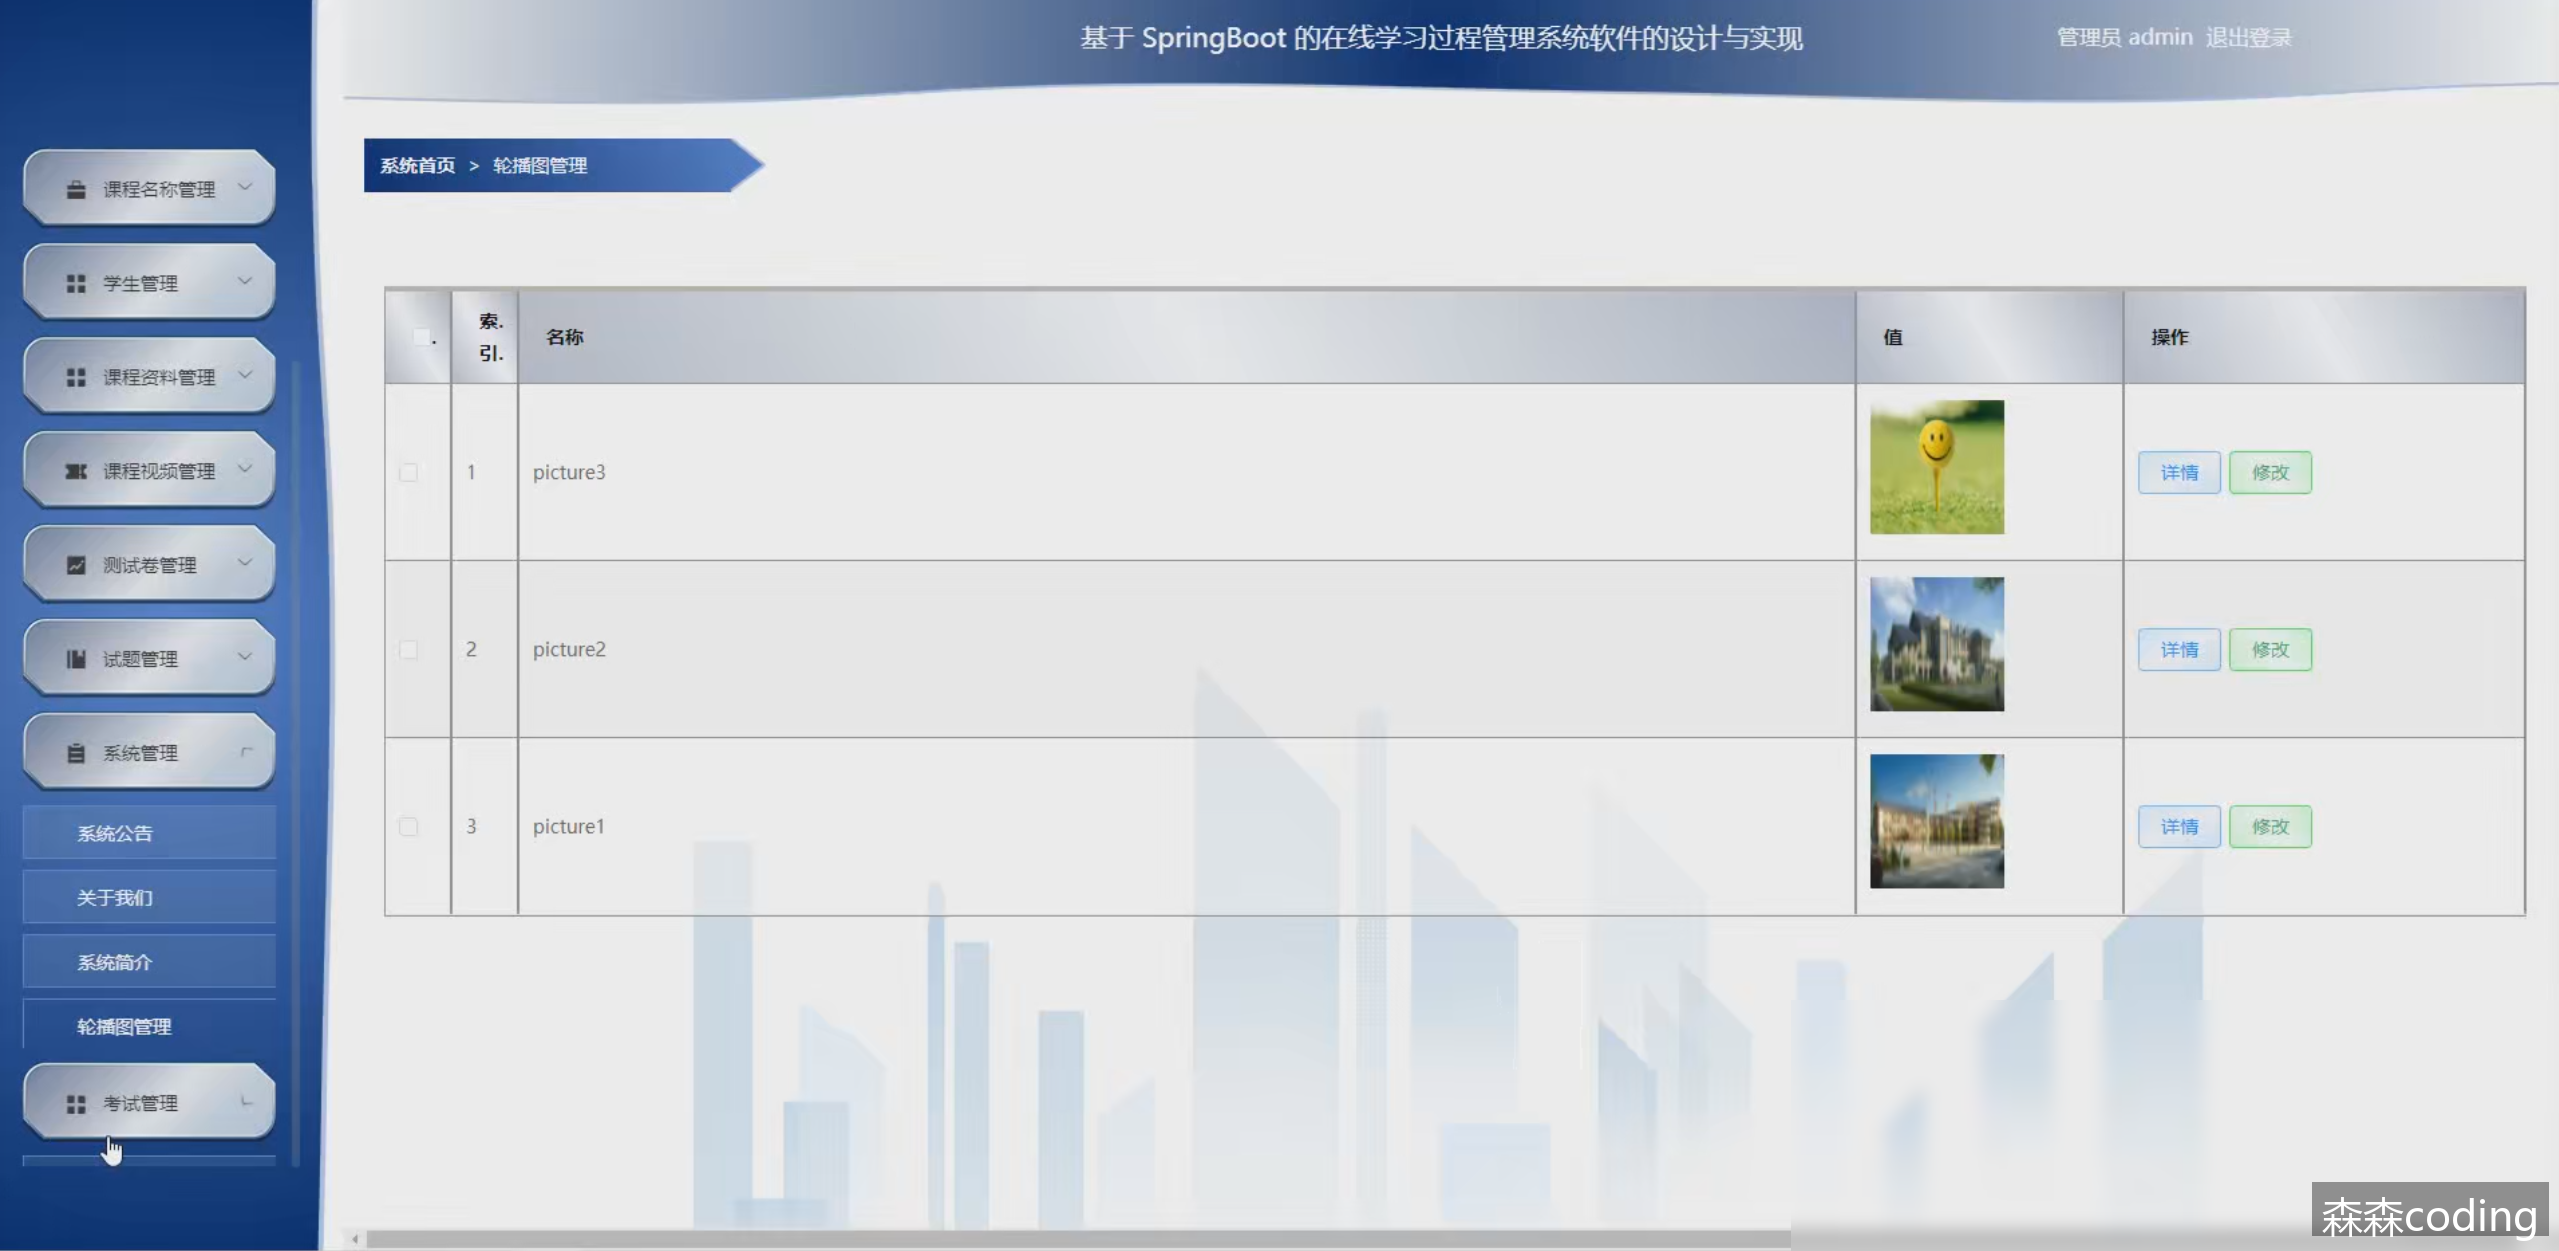 基于 SpringBoot 的在线学习过程管理系统软件的设计与实现
管理员 admin 退出登录
系统首页 > 轮播图管理
课程名称管理
学生管理
课程资料管理
课程视频管理
测试卷管理
试题管理
系统管理
系统公告
关于我们
系统简介
轮播图管理
考试管理
索. 引. 名称 值 操作
1 picture3 详情 修改
2 picture2 详情 修改
3 picture1 详情 修改
森森coding